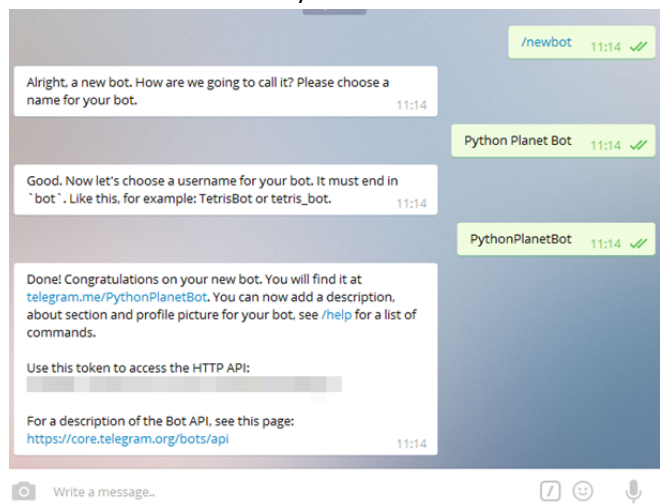 /newbot 11:14
Alright, a new bot. How are we going to call it? Please choose a
name for your bot.
11:14
Python Planet Bot 11:14
Good. Now let's choose a username for your bot. It must end in
`bot`. Like this, for example: TetrisBot or tetris_bot.
11:14
PythonPlanetBot 11:14
Done! Congratulations on your new bot. You will find it at
telegram.me/PythonPlanetBot. You can now add a description,
about section and profile picture for your bot, see /help for a list of
commands.
Use this token to access the HTTP API:
For a description of the Bot API, see this page:
https://core.telegram.org/bots/api
11:14
Write a message..